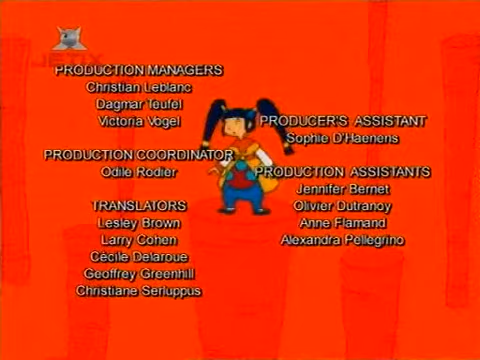 JETIX
PRODUCTION MANAGERS
Christian Leblanc
Dagmar Teufel
Victoria Vogel
PRODUCTION COORDINATOR
Odile Rodier
TRANSLATORS
Lesley Brown
Larry Cohen
Cécile Delaroue
Geoffrey Greenhill
Christiane Serluppus
PRODUCER'S ASSISTANT
Sophie D'Haenens
PRODUCTION ASSISTANTS
Jennifer Bernet
Olivier Dutranoy
Anne Flamand
Alexandra Pellegrino